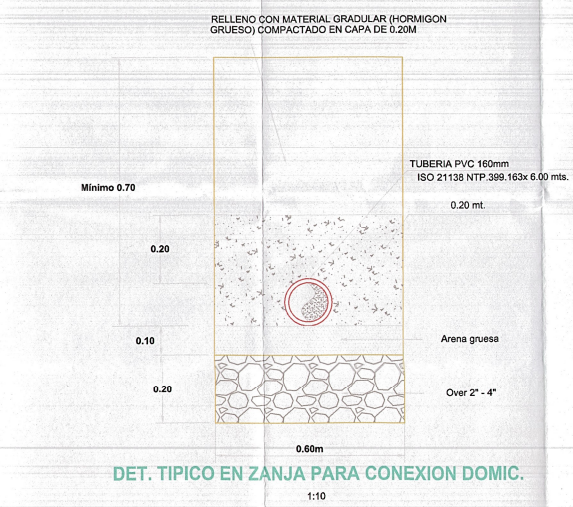 RELLENO CON MATERIAL GRADULAR (HORMIGON
GRUESO) COMPACTADO EN CAPA DE 0.20M
TUBERIA PVC 160mm
ISO 21138 NTP.399.163x 6.00 mts.
Mínimo 0.70
0.20 mt.
0.20
0.10
Arena gruesa
0.20
Over 2" - 4"
0.60m
DET. TIPICO EN ZANJA PARA CONEXION DOMIC.
1:10